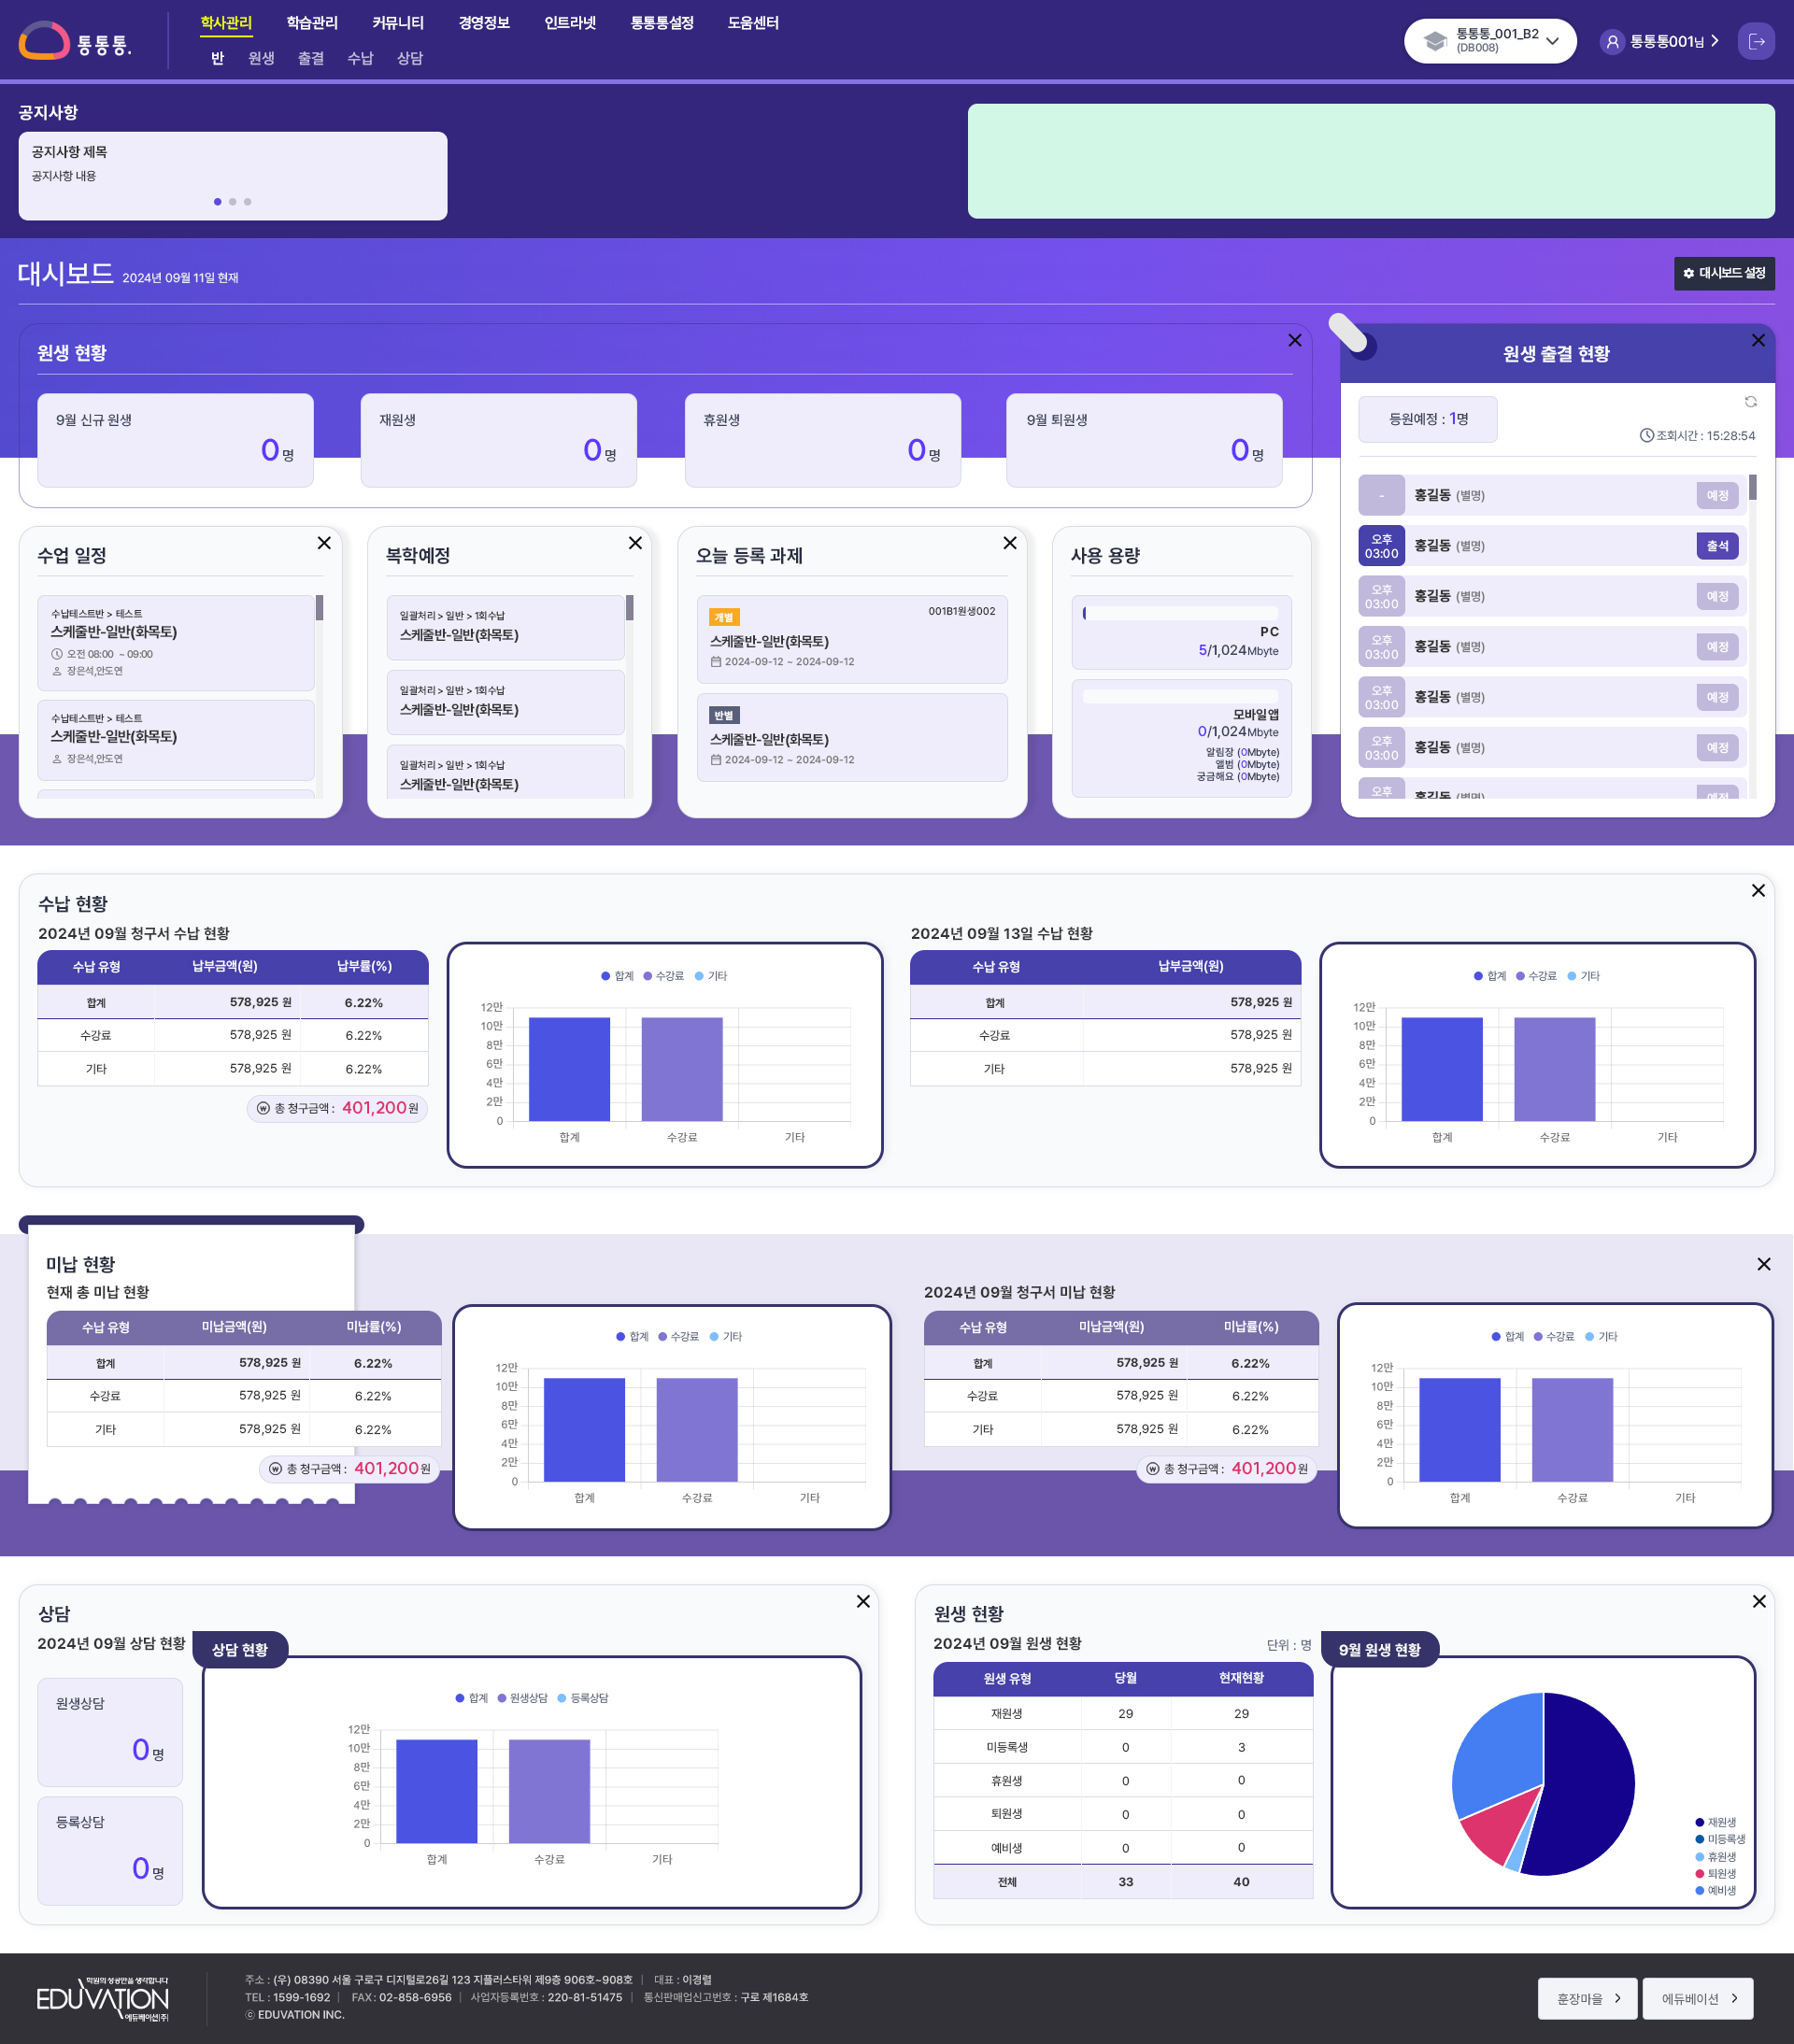 통통통.
학사관리 학습관리 커뮤니티 경영정보 인트라넷 통통통설정 도움센터
반 원생 출결 수납 상담
통통통_001_B2
(DB008)
통통통001님
공지사항
공지사항 제목
공지사항 내용
대시보드 2024년 09월 11일 현재
대시보드 설정
원생 현황
9월 신규 원생
0명
재원생
0명
휴원생
0명
9월 퇴원생
0명
원생 출결 현황
등원예정 : 1명
조회시간 : 15:28:54
- 홍길동 (별명) 예정
오후 03:00 홍길동 (별명) 출석
오후 03:00 홍길동 (별명) 예정
오후 03:00 홍길동 (별명) 예정
오후 03:00 홍길동 (별명) 예정
오후 03:00 홍길동 (별명) 예정
오후 홍길동 (별명) 예정
수업 일정
수납테스트반 > 테스트
스케줄반-일반(화목토)
오전 08:00 ~ 09:00
장은석,안도연
수납테스트반 > 테스트
스케줄반-일반(화목토)
장은석,안도연
복학예정
일괄처리 > 일반 > 1회수납
스케줄반-일반(화목토)
일괄처리 > 일반 > 1회수납
스케줄반-일반(화목토)
일괄처리 > 일반 > 1회수납
스케줄반-일반(화목토)
오늘 등록 과제
개별 001B1원생002
스케줄반-일반(화목토)
2024-09-12 ~ 2024-09-12
반별
스케줄반-일반(화목토)
2024-09-12 ~ 2024-09-12
사용 용량
PC
5/1,024Mbyte
모바일앱
0/1,024Mbyte
알림장 (0Mbyte)
앨범 (0Mbyte)
궁금해요 (0Mbyte)
수납 현황
2024년 09월 청구서 수납 현황
수납 유형 납부금액(원) 납부률(%)
합계 578,925 원 6.22%
수강료 578,925 원 6.22%
기타 578,925 원 6.22%
총 청구금액 : 401,200원
합계 수강료 기타
12만
10만
8만
6만
4만
2만
0
합계 수강료 기타
2024년 09월 13일 수납 현황
수납 유형 납부금액(원)
합계 578,925 원
수강료 578,925 원
기타 578,925 원
합계 수강료 기타
12만
10만
8만
6만
4만
2만
0
합계 수강료 기타
미납 현황
현재 총 미납 현황
수납 유형 미납금액(원) 미납률(%)
합계 578,925 원 6.22%
수강료 578,925 원 6.22%
기타 578,925 원 6.22%
총 청구금액 : 401,200원
합계 수강료 기타
12만
10만
8만
6만
4만
2만
0
합계 수강료 기타
2024년 09월 청구서 미납 현황
수납 유형 미납금액(원) 미납률(%)
합계 578,925 원 6.22%
수강료 578,925 원 6.22%
기타 578,925 원 6.22%
총 청구금액 : 401,200원
합계 수강료 기타
12만
10만
8만
6만
4만
2만
0
합계 수강료 기타
상담
2024년 09월 상담 현황
원생상담
0명
등록상담
0명
상담 현황
합계 원생상담 등록상담
12만
10만
8만
6만
4만
2만
0
합계 수강료 기타
원생 현황
2024년 09월 원생 현황 단위 : 명
원생 유형 당월 현재현황
재원생 29 29
미등록생 0 3
휴원생 0 0
퇴원생 0 0
예비생 0 0
전체 33 40
9월 원생 현황
재원생
미등록생
휴원생
퇴원생
예비생
학원의 성공만을 생각합니다
EDUVATION
에듀베이션(주)
주소 : (우) 08390 서울 구로구 디지털로26길 123 지플러스타워 제9층 906호~908호 | 대표 : 이경렬
TEL : 1599-1692 | FAX : 02-858-6956 | 사업자등록번호 : 220-81-51475 | 통신판매업신고번호 : 구로 제1684호
ⓒ EDUVATION INC.
훈장마을
에듀베이션